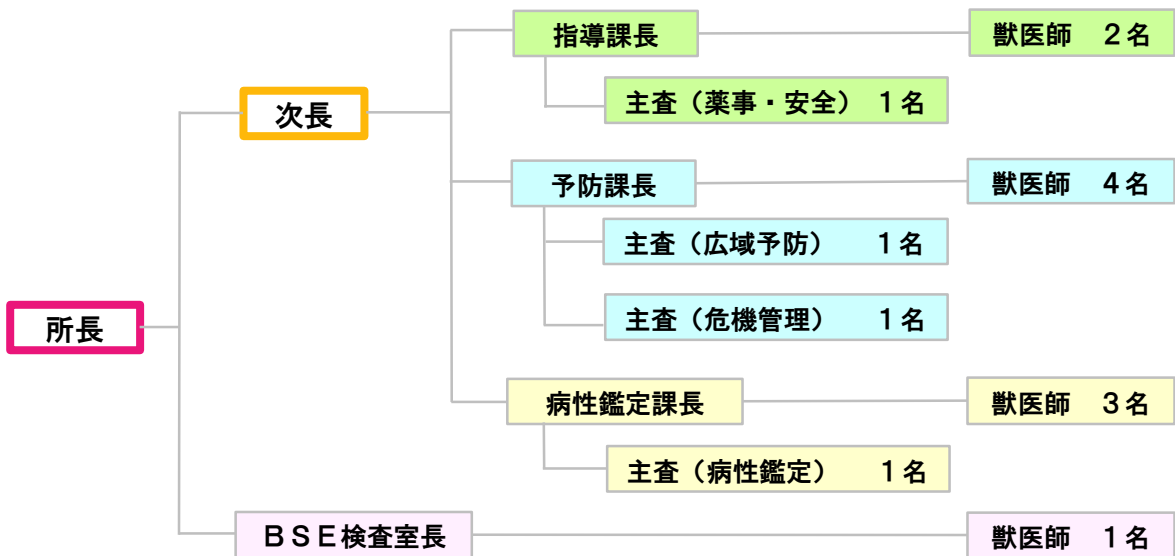 指導課長 獣医師 2名
主査（薬事・安全） 1名
次長
予防課長 獣医師 4名
主査（広域予防） 1名
主査（危機管理） 1名
所長
病性鑑定課長 獣医師 3名
主査（病性鑑定） 1名
ＢＳＥ検査室長 獣医師 1名